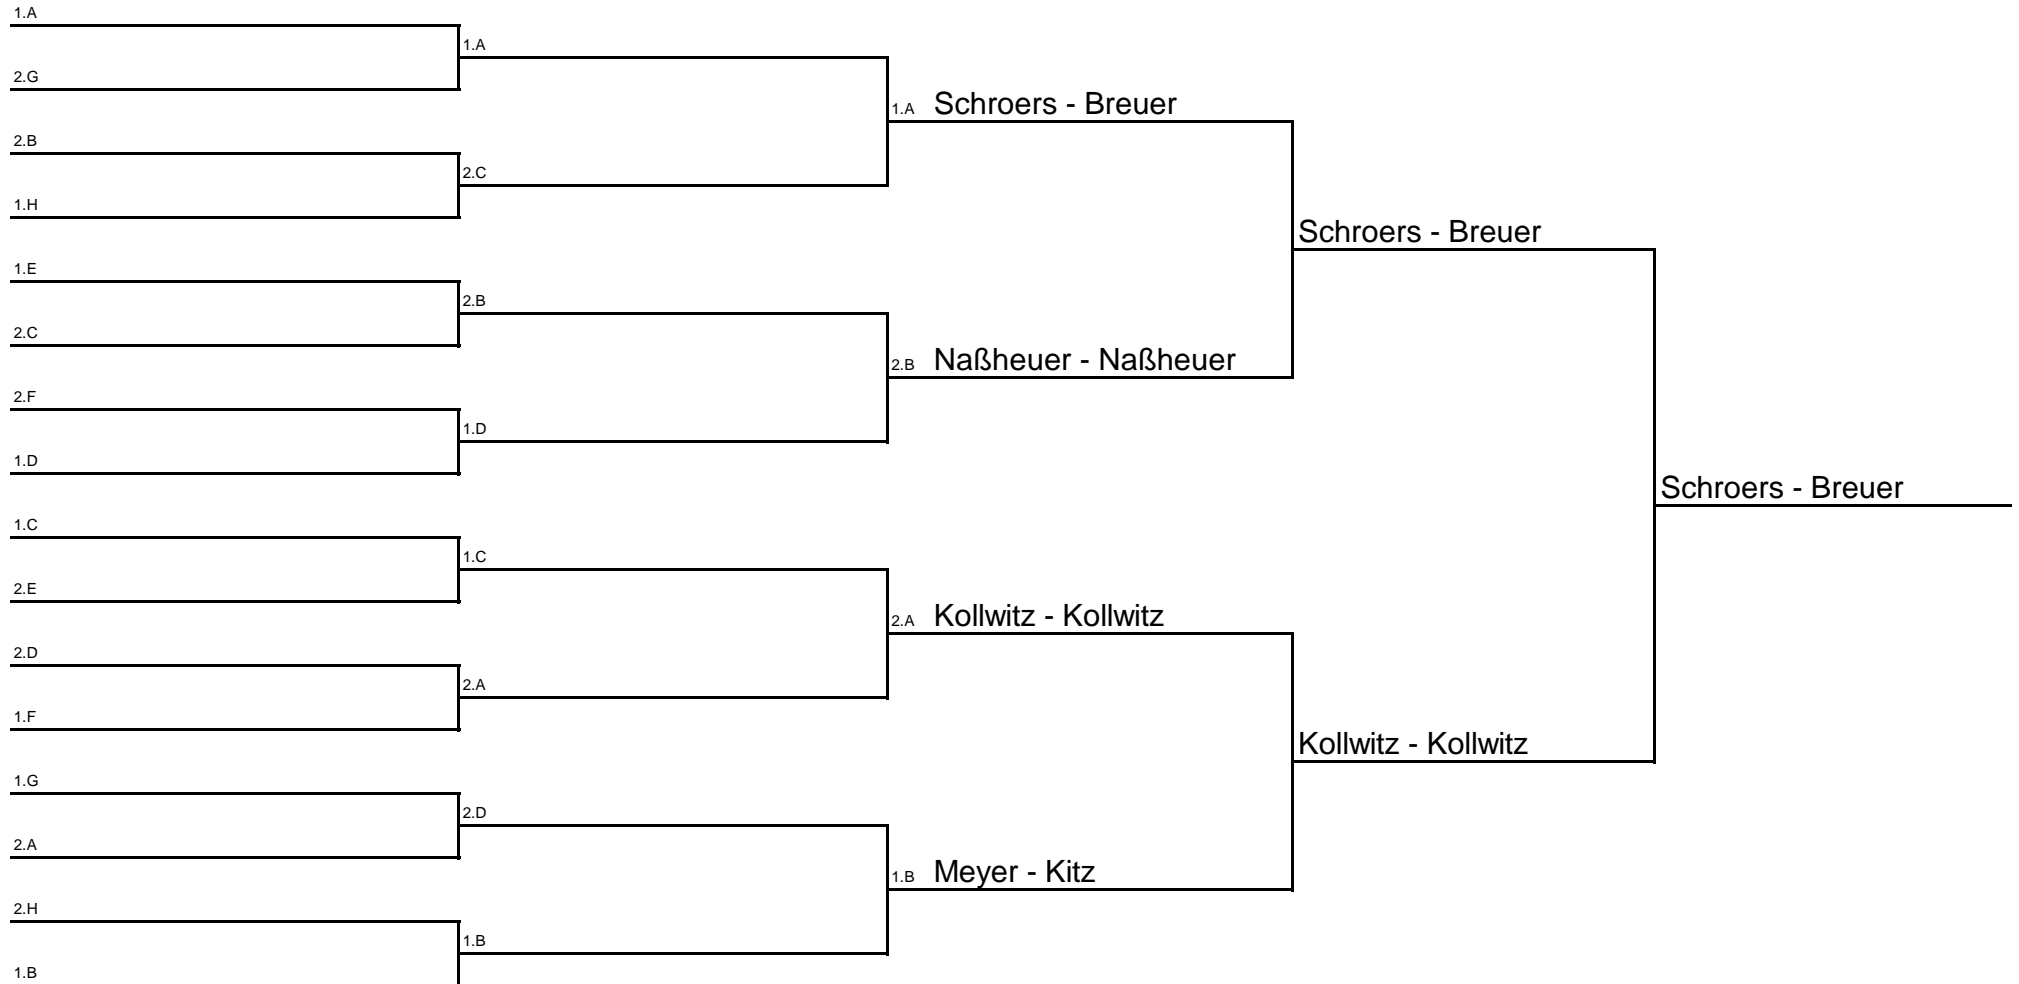 1.A
2.G
2.B
1.H
1.E
2.C
2.F
1.D
1.C
2.E
2.D
1.F
1.G
2.A
2.H
1.B
1.A
2.C
2.B
1.D
1.C
2.A
2.D
1.B
1.A Schroers - Breuer
2.B Naßheuer - Naßheuer
2.A Kollwitz - Kollwitz
1.B Meyer - Kitz
Schroers - Breuer
Kollwitz - Kollwitz
Schroers - Breuer